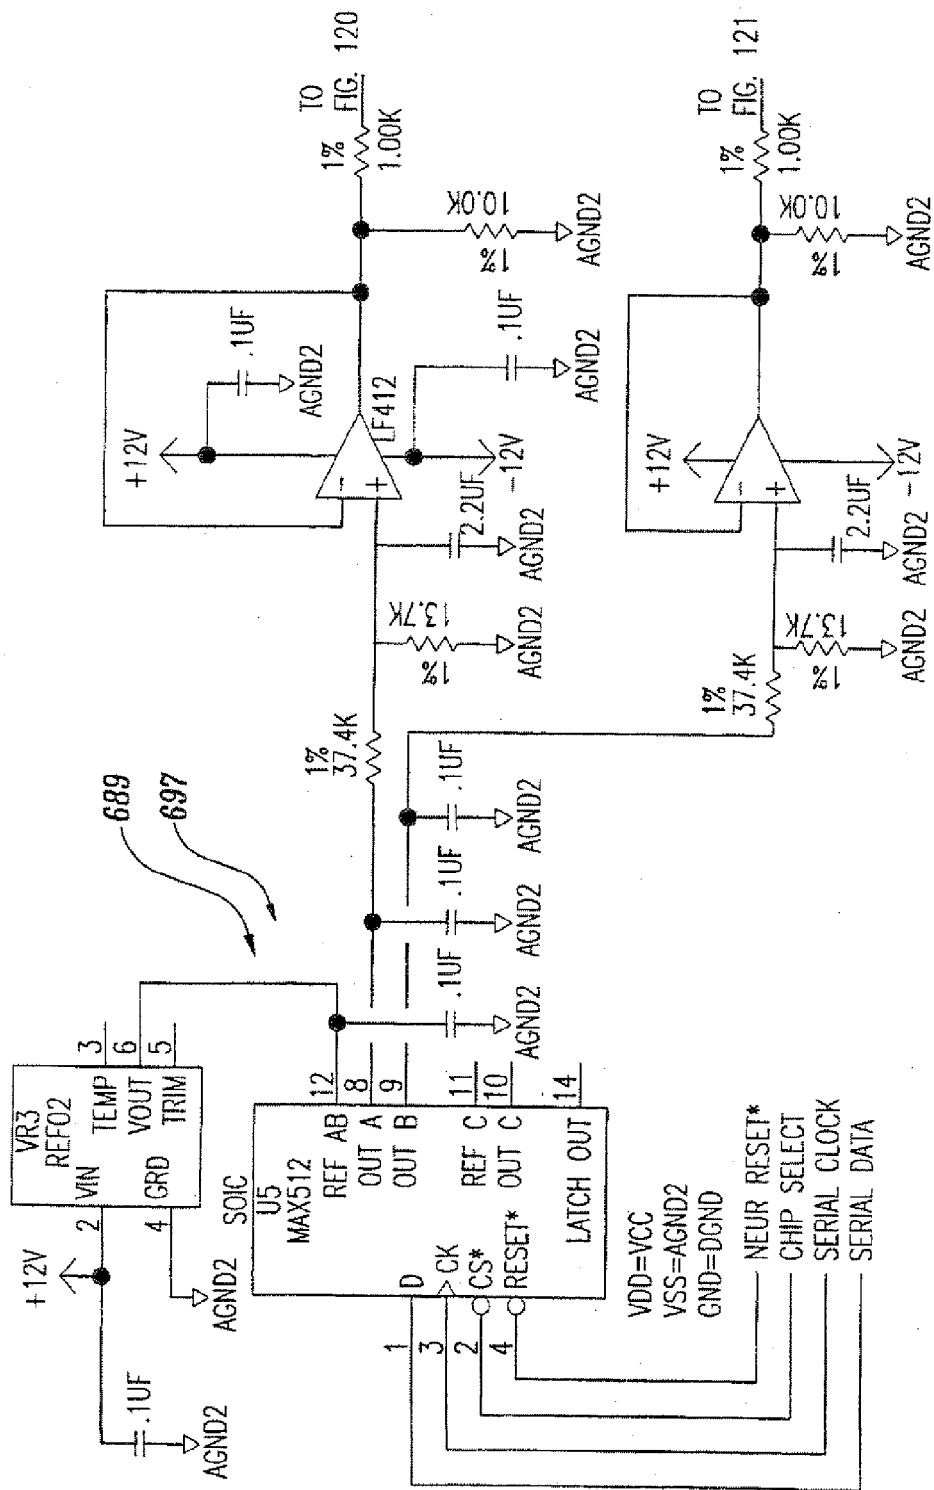 +12V
.1UF
AGND2
AGND2
VR3
REF02
VIN
GRD
TEMP
VOUT
TRIM
2
4
3
6
5
689
697
SOIC
U5
MAX512
D
CK
CS*
RESET*
REF AB
OUT A
OUT B
REF C
OUT C
LATCH OUT
1
3
2
4
12
8
9
11
10
14
VDD=VCC
VSS=AGND2
GND=DGND
NEUR RESET*
CHIP SELECT
SERIAL CLOCK
SERIAL DATA
.1UF
AGND2
.1UF
AGND2
.1UF
AGND2
1%
37.4K
13.7K
1%
AGND2
2.2UF
AGND2
+12V
.1UF
AGND2
-
+
LF412
-12V
.1UF
AGND2
10.0K
1%
AGND2
1%
1.00K
TO
FIG. 120
1%
37.4K
13.7K
1%
AGND2
2.2UF
AGND2
+12V
-
+
-12V
10.0K
1%
AGND2
1%
1.00K
TO
FIG. 121